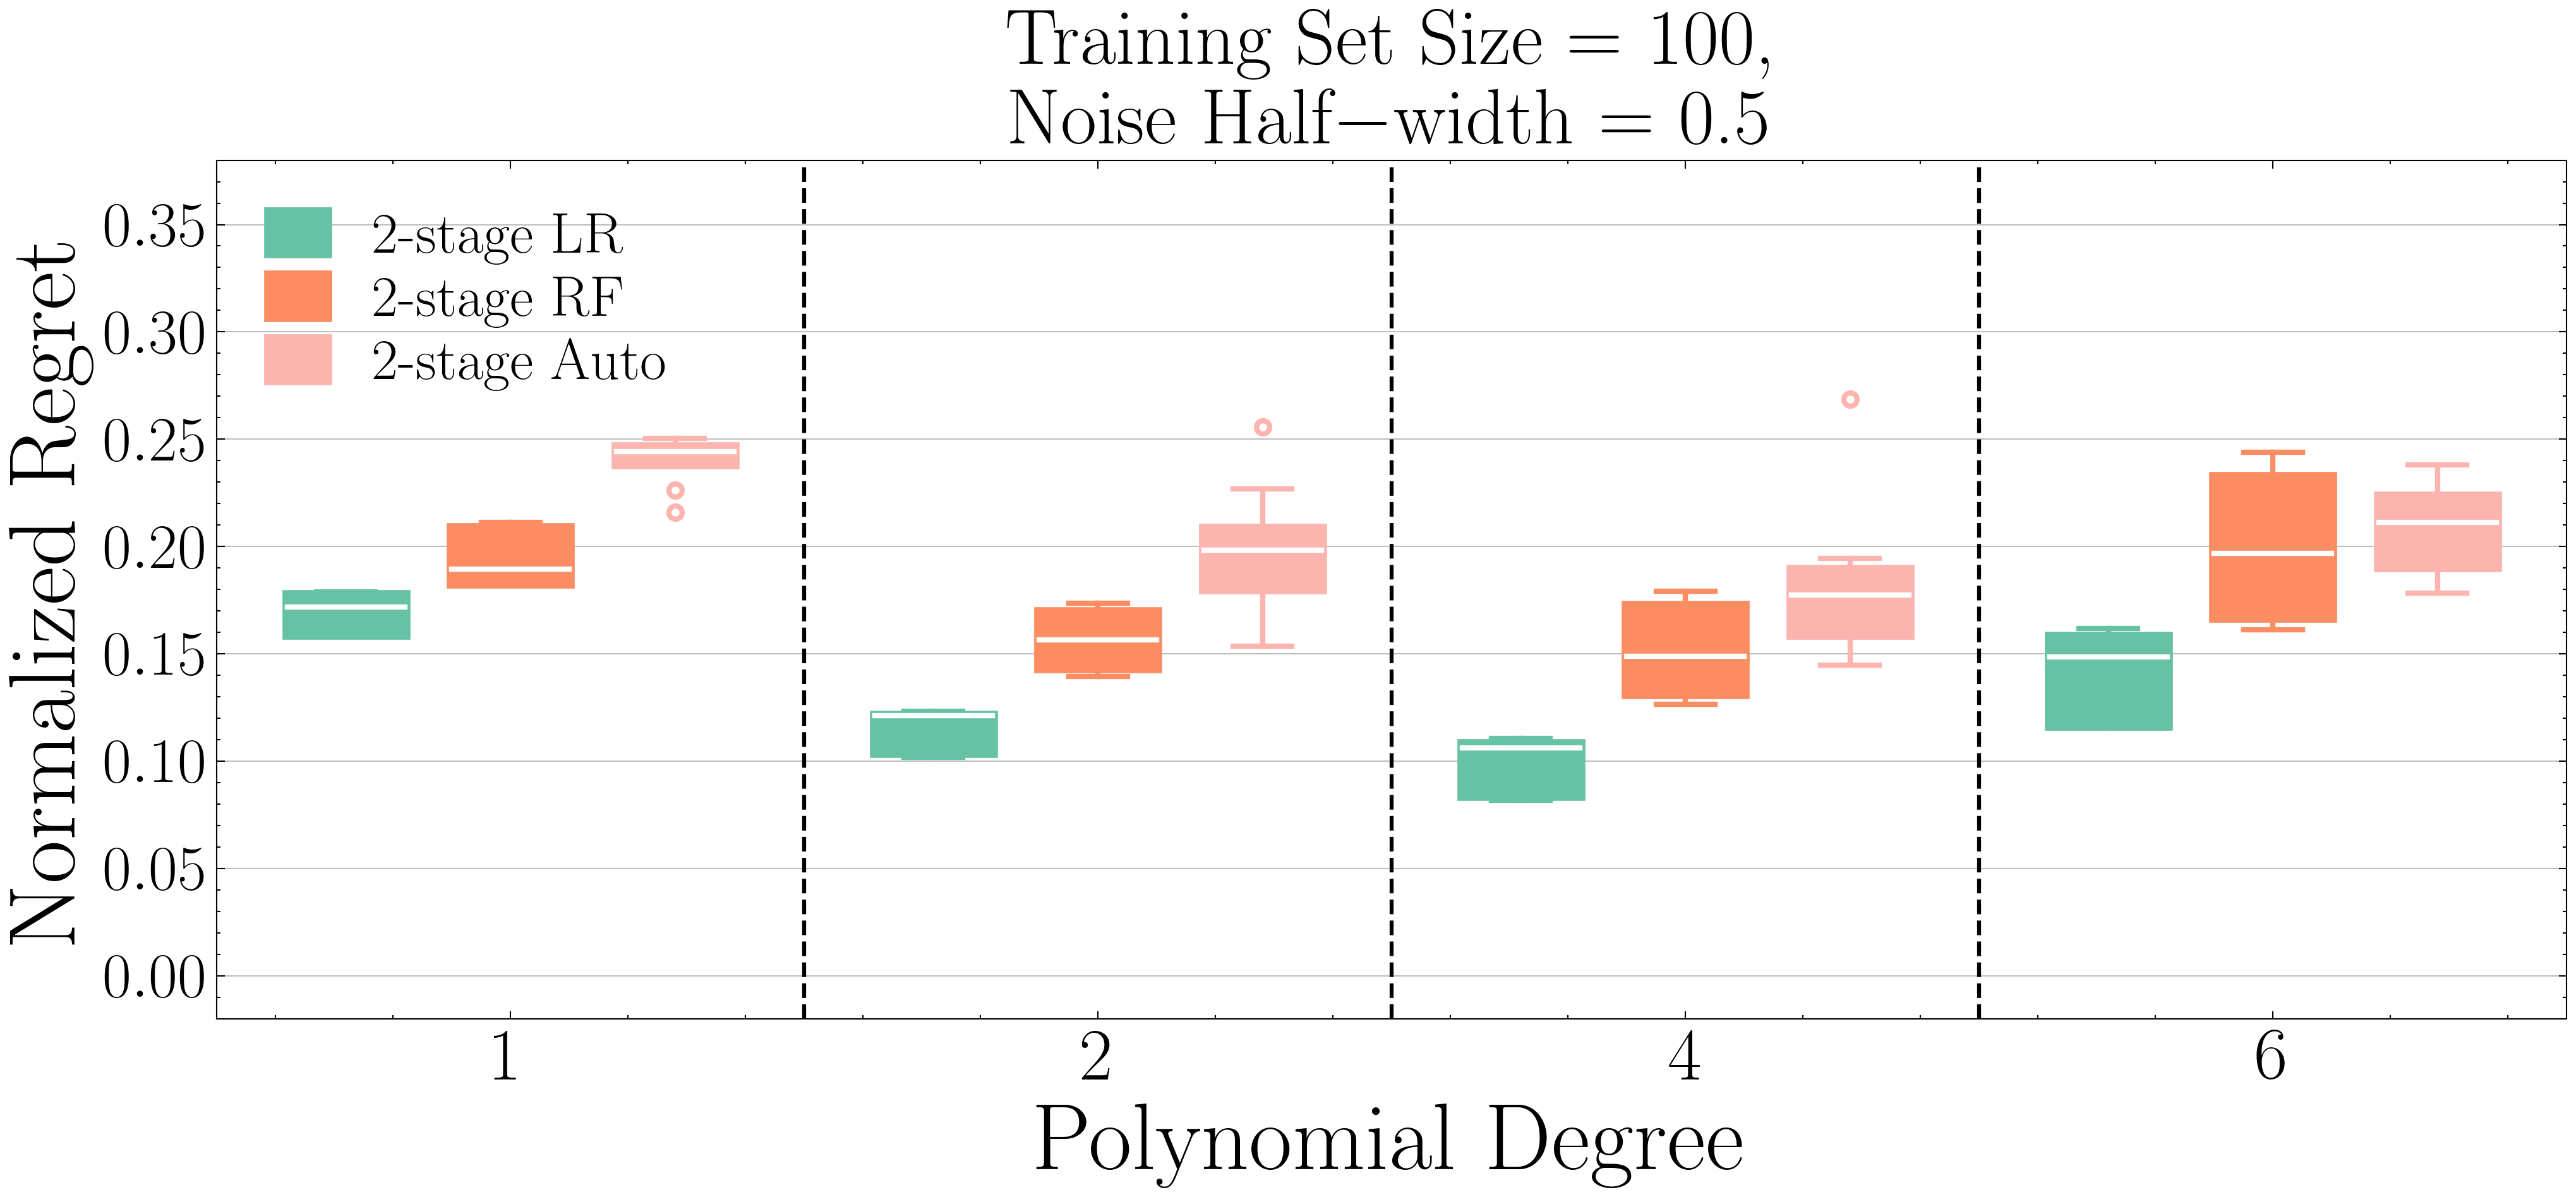 Training Set Size = 100,
Noise Half−width = 0.5
Normalized Regret
0.35
0.30
0.25
0.20
0.15
0.10
0.05
0.00
2-stage LR
2-stage RF
2-stage Auto
1 2 4 6
Polynomial Degree